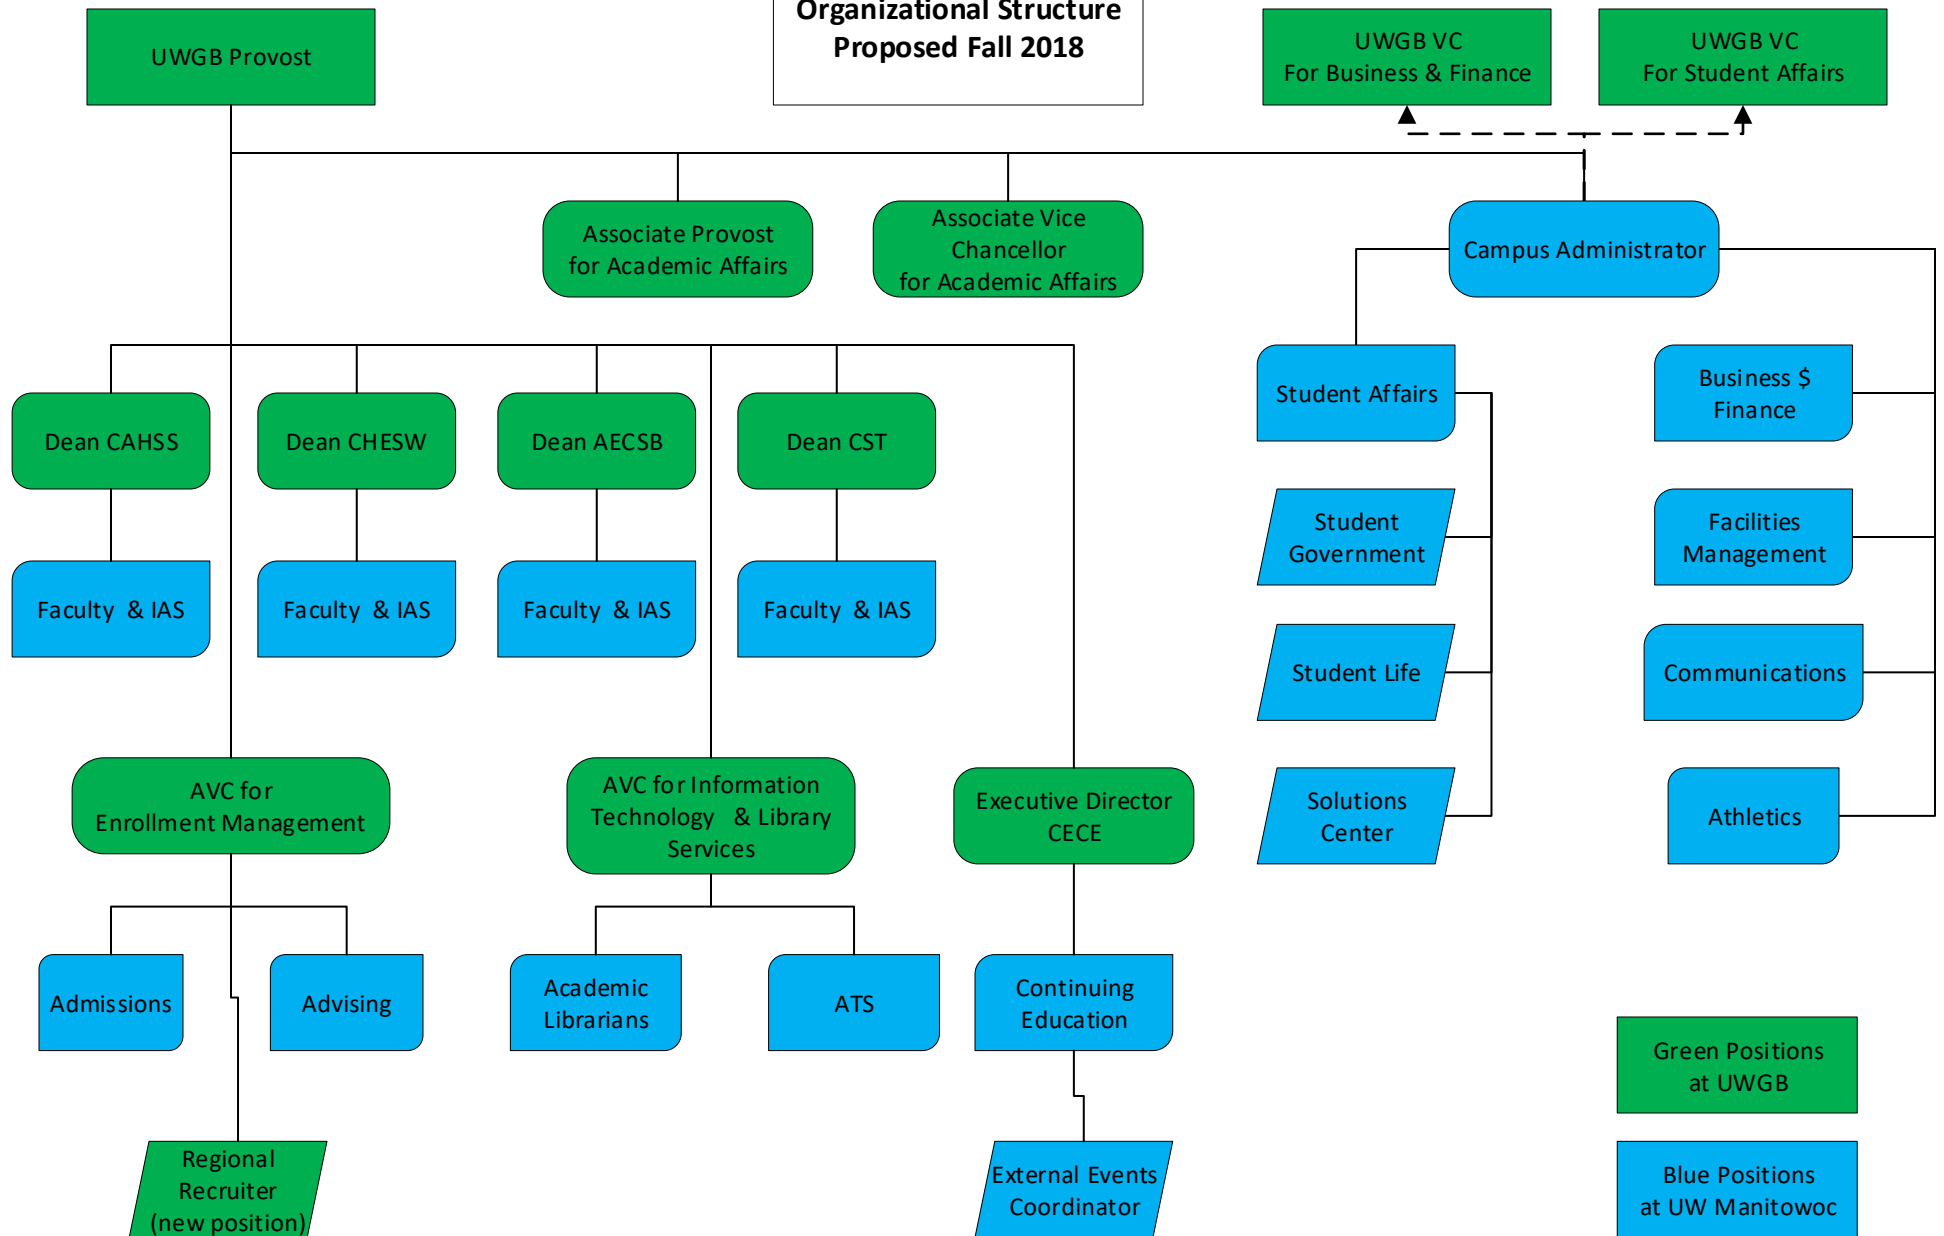 Organizational Structure
Proposed Fall 2018
UWGB Provost
UWGB VC
For Business & Finance
UWGB VC
For Student Affairs
Associate Provost
for Academic Affairs
Associate Vice
Chancellor
for Academic Affairs
Campus Administrator
Dean CAHSS
Dean CHESW
Dean AECSB
Dean CST
Student Affairs
Business $
Finance
Faculty & IAS
Faculty & IAS
Faculty & IAS
Faculty & IAS
Student
Government
Facilities
Management
Student Life
Communications
AVC for
Enrollment Management
AVC for Information
Technology & Library
Services
Executive Director
CECE
Solutions
Center
Athletics
Admissions
Advising
Academic
Librarians
ATS
Continuing
Education
Regional
Recruiter
(new position)
External Events
Coordinator
Green Positions
at UWGB
Blue Positions
at UW Manitowoc